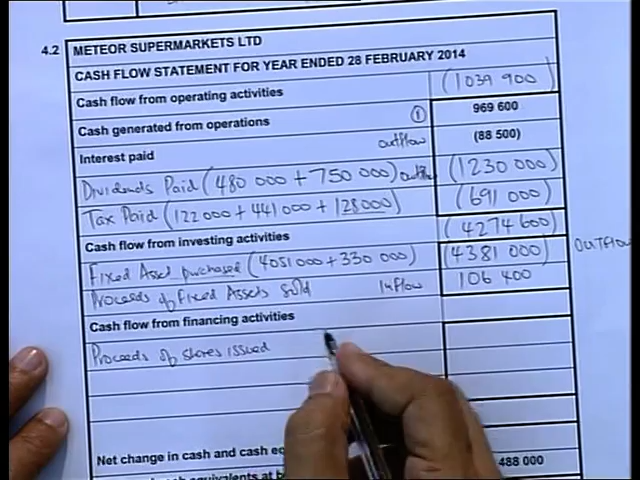 4.2 METEOR SUPERMARKETS LTD
CASH FLOW STATEMENT FOR YEAR ENDED 28 FEBRUARY 2014
Cash flow from operating activities (1039 900)
Cash generated from operations ① 969 600
Interest paid outflow (88 500)
Dividends Paid (480 000 + 750 000) (1230 000)
Tax Paid (122 000 + 441 000 + 128 000) (691 000)
Cash flow from investing activities (4274 600)
Fixed Asset purchased (4051 000 + 330 000) (4381 000) OUTFLOW
Proceeds of Fixed Assets sold Inflow 106 400
Cash flow from financing activities
Proceeds of shares issued
Net change in cash and cash 488 000